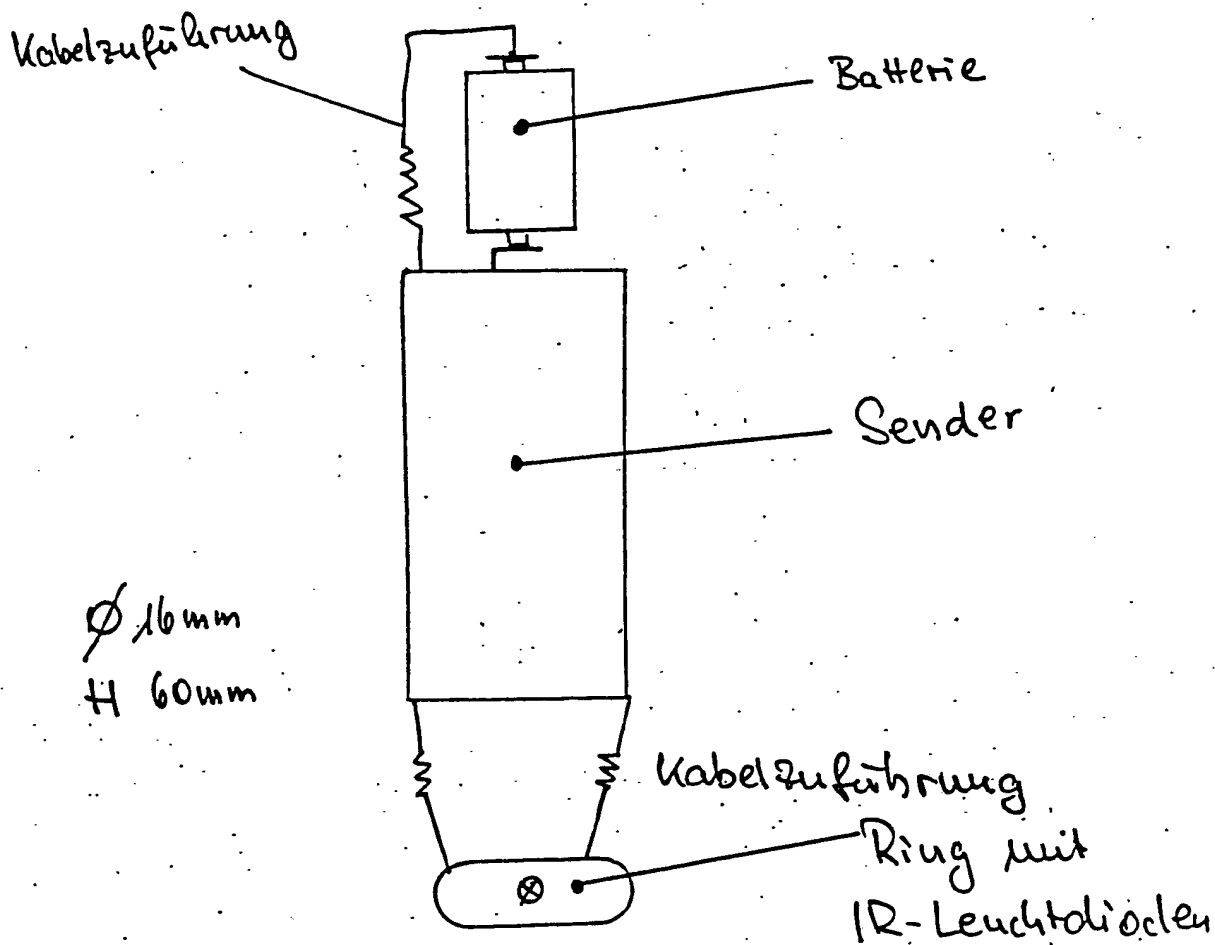 Kabelzuführung
Batterie
Sender
Ø 16mm
H 60mm
Kabelzuführung
Ring mit
IR-Leuchtdioden